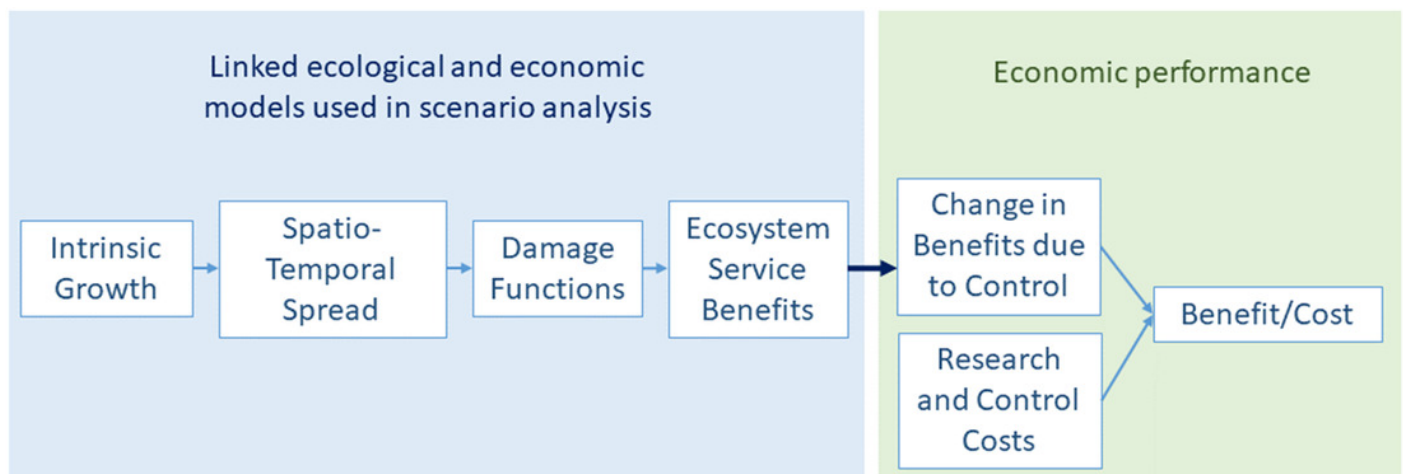 Linked ecological and economic
models used in scenario analysis
Economic performance
Intrinsic
Growth
Spatio-
Temporal
Spread
Damage
Functions
Ecosystem
Service
Benefits
Change in
Benefits due
to Control
Research
and Control
Costs
Benefit/Cost